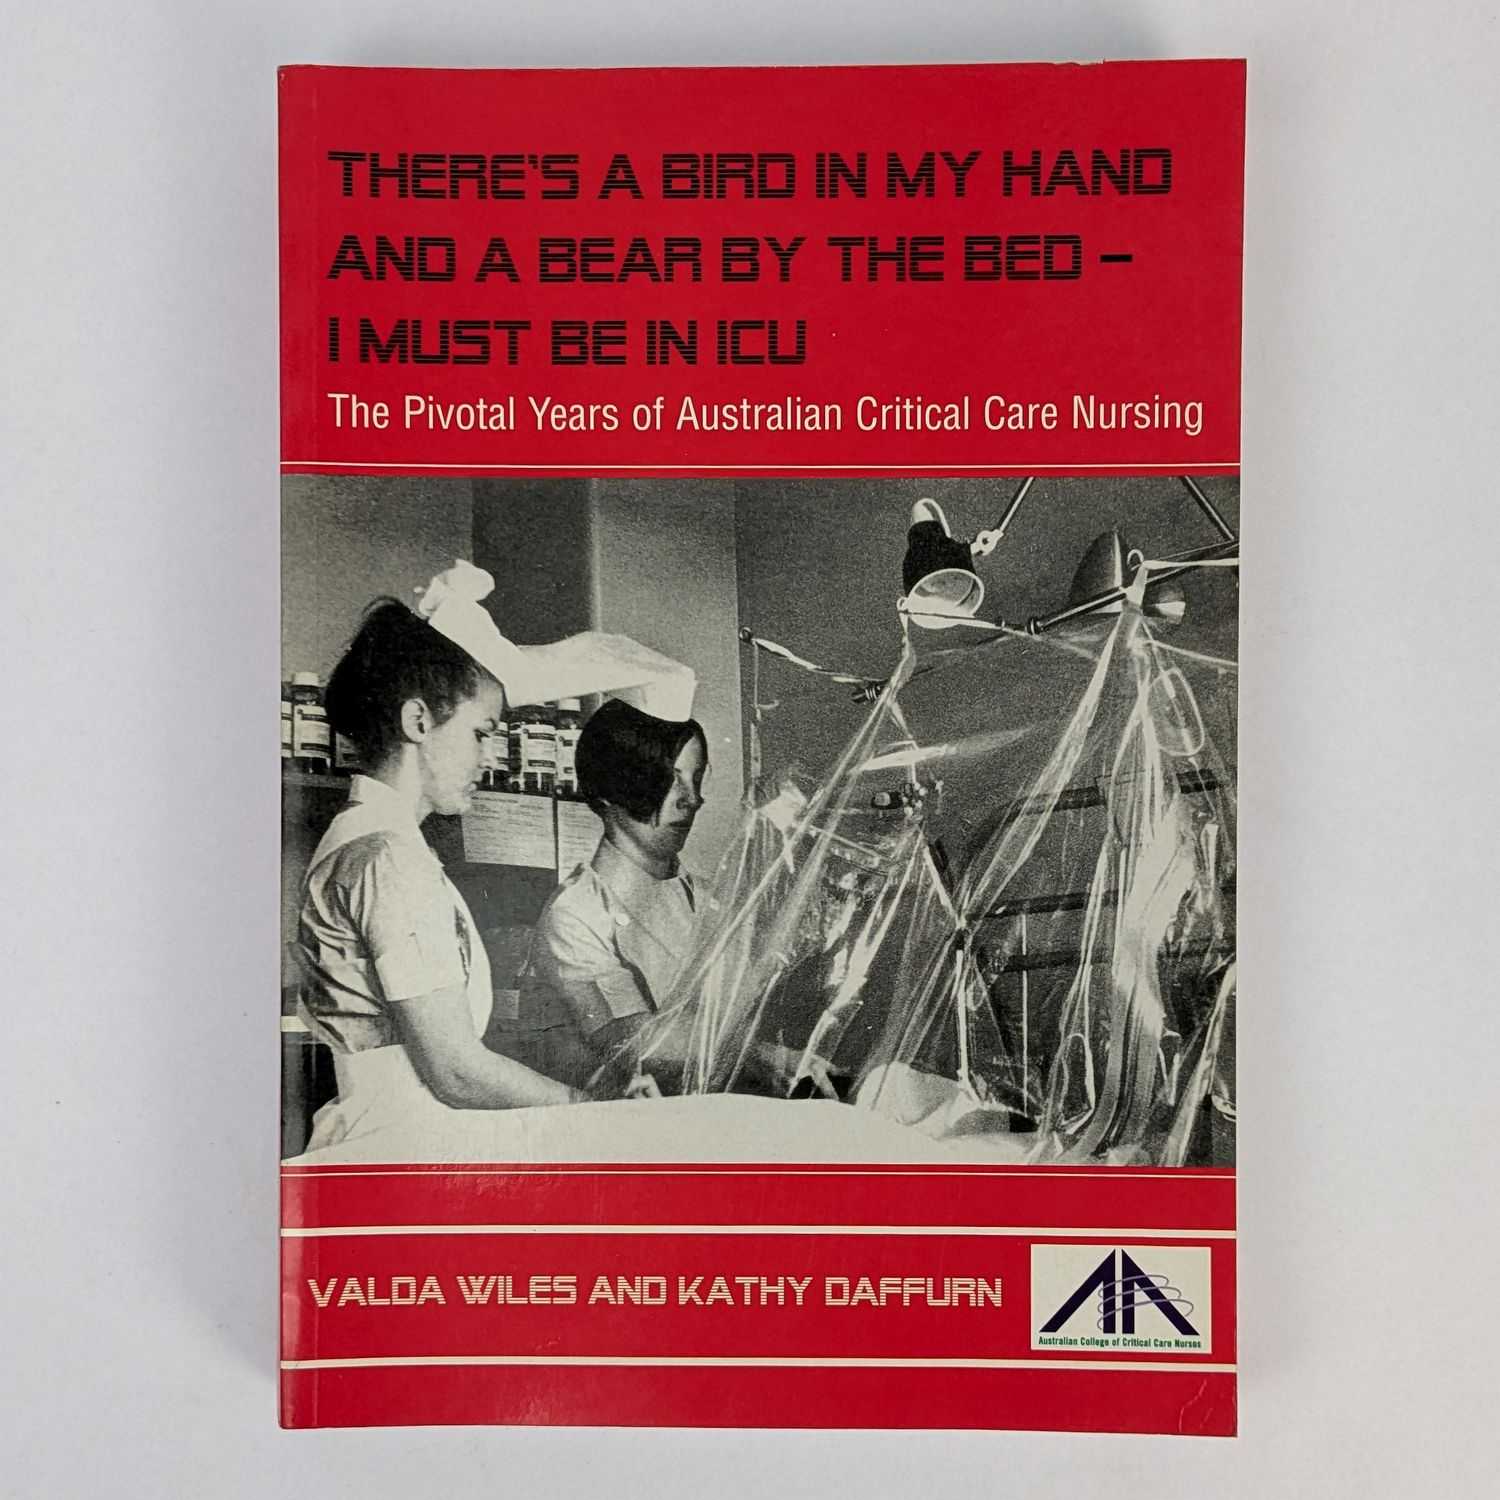 THERE'S A BIRD IN MY HAND
AND A BEAR BY THE BED –
I MUST BE IN ICU
The Pivotal Years of Australian Critical Care Nursing
VALDA WILES AND KATHY DAFFURN
Australian College of Critical Care Nurses